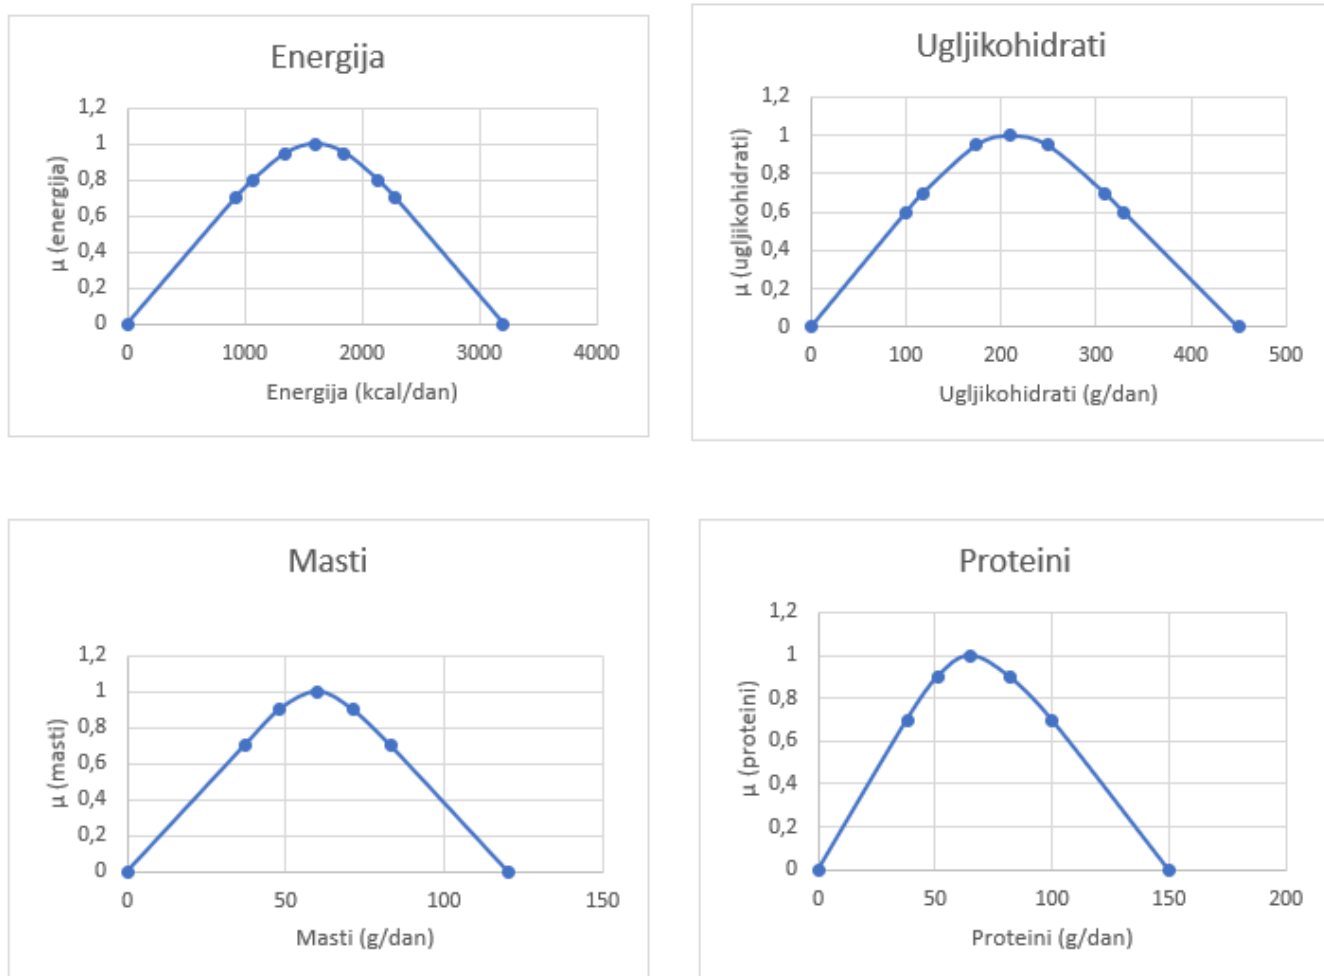 Energija
1,2
1
0,8
0,6
0,4
0,2
0
μ (energija)
0 1000 2000 3000 4000
Energija (kcal/dan)
Ugljikohidrati
1,2
1
0,8
0,6
0,4
0,2
0
μ (ugljikohidrati)
0 100 200 300 400 500
Ugljikohidrati (g/dan)
Masti
1,2
1
0,8
0,6
0,4
0,2
0
μ (masti)
0 50 100 150
Masti (g/dan)
Proteini
1,2
1
0,8
0,6
0,4
0,2
0
μ (proteini)
0 50 100 150 200
Proteini (g/dan)